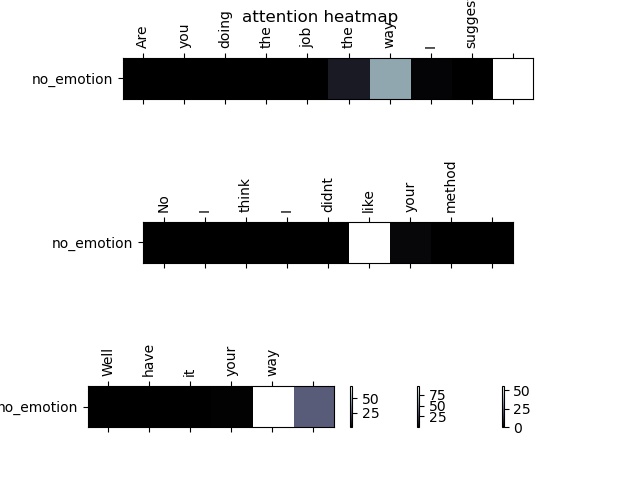 attention heatmap
Are you doing the job the way I sugges
no_emotion
No I think I didnt like your method
no_emotion
Well have it your way
no_emotion
50
25
75
50
25
50
25
0